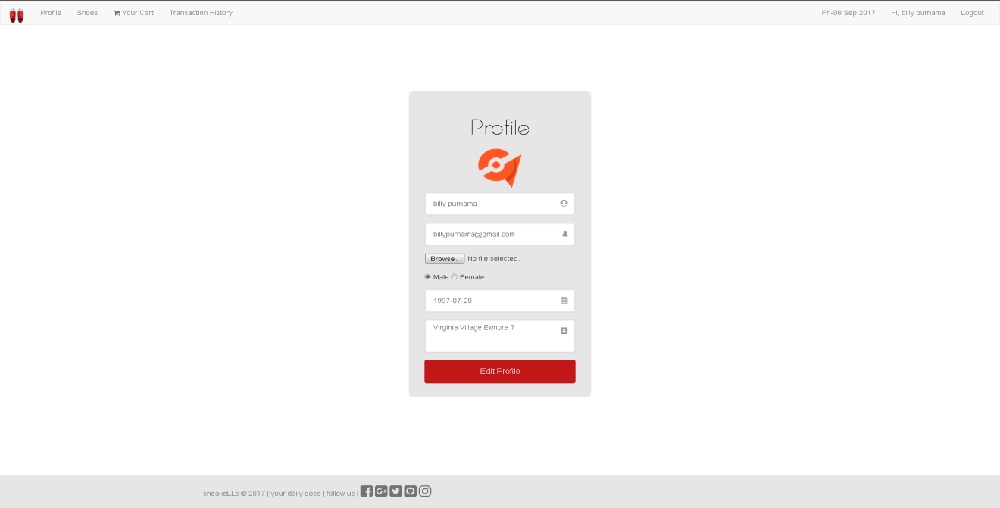 Profile Shoes Your Cart Transaction History Fri-08 Sep 2017 Hi, billy purnama Logout
Profile
billy purnama
billypurnama@gmail.com
Browse... No file selected.
Male Female
1997-07-20
Virginia Village Exmore 7
Edit Profile
sneakeLLs © 2017 | your daily dose | follow us |